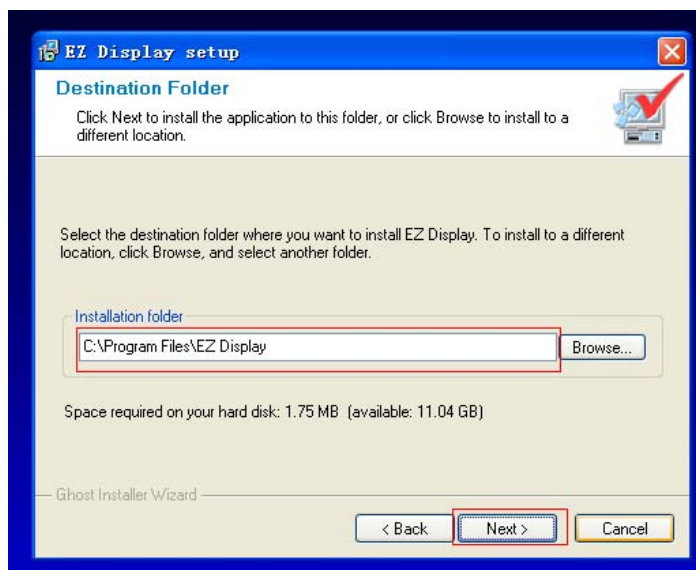 EZ Display setup
Destination Folder
Click Next to install the application to this folder, or click Browse to install to a
different location.
Select the destination folder where you want to install EZ Display. To install to a different
location, click Browse, and select another folder.
Installation folder
C:\Program Files\EZ Display
Browse...
Space required on your hard disk: 1.75 MB (available: 11.04 GB)
Ghost Installer Wizard
< Back
Next >
Cancel